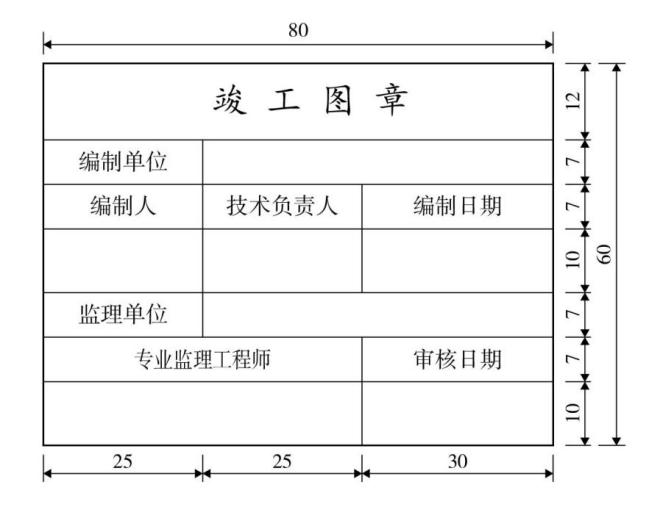 80
竣工图章
12
编制单位
7
编制人 技术负责人 编制日期
7
10
60
监理单位
7
专业监理工程师 审核日期
7
10
25 25 30